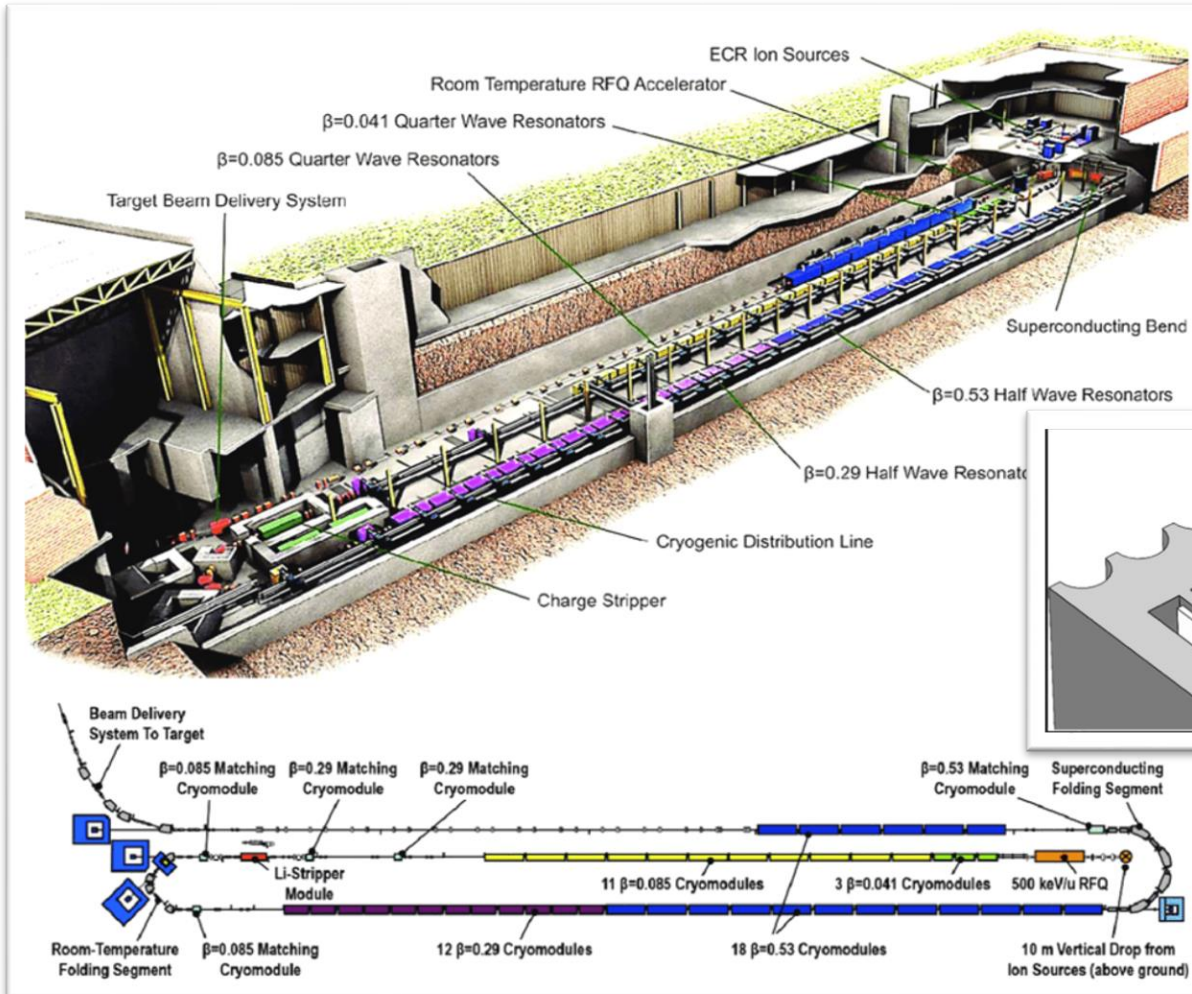 ECR Ion Sources
Room Temperature RFQ Accelerator
β=0.041 Quarter Wave Resonators
β=0.085 Quarter Wave Resonators
Target Beam Delivery System
Superconducting Bend
β=0.53 Half Wave Resonators
β=0.29 Half Wave Resonato
Cryogenic Distribution Line
Charge Stripper
Beam Delivery
System To Target
β=0.085 Matching
Cryomodule
β=0.29 Matching
Cryomodule
β=0.29 Matching
Cryomodule
β=0.53 Matching
Cryomodule
Superconducting
Folding Segment
Li-Stripper
Module
11 β=0.085 Cryomodules
3 β=0.041 Cryomodules
500 keV/u RFQ
Room-Temperature
Folding Segment
β=0.085 Matching
Cryomodule
12 β=0.29 Cryomodules
18 β=0.53 Cryomodules
10 m Vertical Drop from
Ion Sources (above ground)